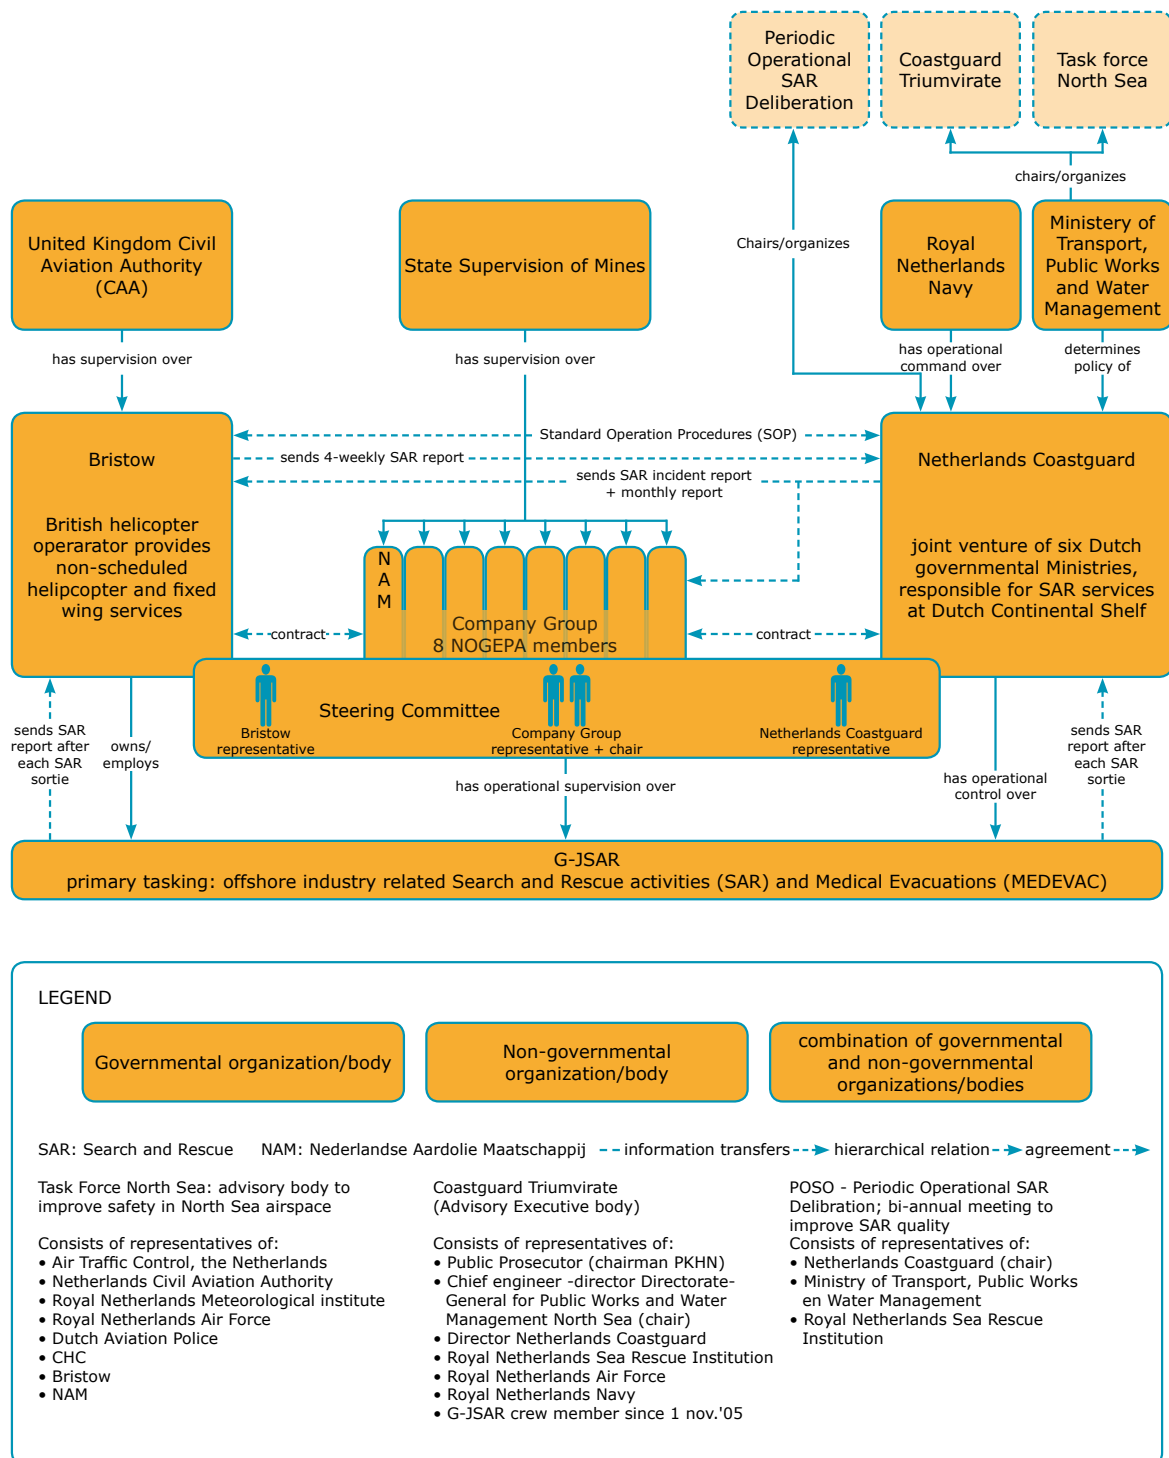 Periodic
Operational
SAR
Deliberation
Coastguard
Triumvirate
Task force
North Sea
chairs/organizes
Chairs/organizes
United Kingdom Civil
Aviation Authority
(CAA)
State Supervision of Mines
Royal
Netherlands
Navy
Ministery of
Transport,
Public Works
and Water
Management
has supervision over
has supervision over
has operational
command over
determines
policy of
Bristow
British helicopter
operarator provides
non-scheduled
helipcopter and fixed
wing services
Standard Operation Procedures (SOP)
sends 4-weekly SAR report
sends SAR incident report
+ monthly report
Netherlands Coastguard
joint venture of six Dutch
governmental Ministries,
responsible for SAR services
at Dutch Continental Shelf
N
A
M
Company Group
8 NOGEPA members
contract
contract
Steering Committee
Bristow
representative
Company Group
representative + chair
Netherlands Coastguard
representative
sends SAR
report after
each SAR
sortie
owns/
employs
has operational supervision over
has operational
control over
sends SAR
report after
each SAR
sortie
G-JSAR
primary tasking: offshore industry related Search and Rescue activities (SAR) and Medical Evacuations (MEDEVAC)
LEGEND
Governmental organization/body
Non-governmental
organization/body
combination of governmental
and non-governmental
organizations/bodies
SAR: Search and Rescue NAM: Nederlandse Aardolie Maatschappij information transfers hierarchical relation agreement
Task Force North Sea: advisory body to
improve safety in North Sea airspace
Consists of representatives of:
• Air Traffic Control, the Netherlands
• Netherlands Civil Aviation Authority
• Royal Netherlands Meteorological institute
• Royal Netherlands Air Force
• Dutch Aviation Police
• CHC
• Bristow
• NAM
Coastguard Triumvirate
(Advisory Executive body)
Consists of representatives of:
• Public Prosecutor (chairman PKHN)
• Chief engineer -director Directorate-
General for Public Works and Water
Management North Sea (chair)
• Director Netherlands Coastguard
• Royal Netherlands Sea Rescue Institution
• Royal Netherlands Air Force
• Royal Netherlands Navy
• G-JSAR crew member since 1 nov.'05
POSO - Periodic Operational SAR
Delibration; bi-annual meeting to
improve SAR quality
Consists of representatives of:
• Netherlands Coastguard (chair)
• Ministry of Transport, Public Works
en Water Management
• Royal Netherlands Sea Rescue
Institution